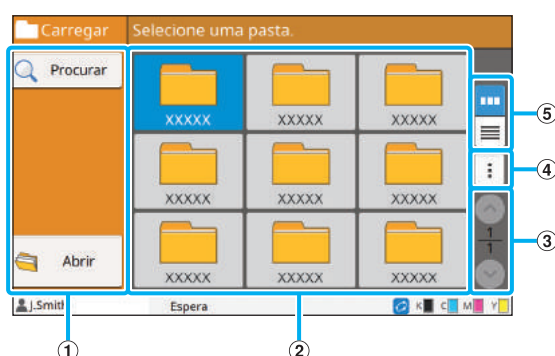 Carregar Selecione uma pasta.
Procurar
XXXXX XXXXX XXXXX
⑤
④
XXXXX XXXXX XXXXX
1
1
③
Abrir
XXXXX XXXXX XXXXX
J.Smith Espera K C M Y
① ②